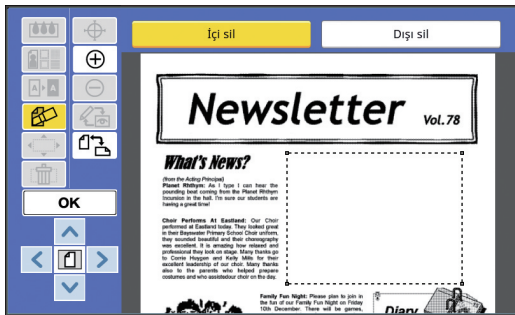 İçi sil
Dışı sil
A A
OK
Newsletter Vol.78
What's News?
(from the Acting Principal)
Planet Rhthym: As I type I can hear the
pounding beat coming from the Planet Rhthym
Incursion in the hall. I'm sure our students are
having a great time!
Choir Performs At Eastland: Our Choir
performed at Eastland today. They looked great
in their Bayswater Primary School Choir uniform,
they sounded beautiful and their choreography
was excellent. It is amazing how relaxed and
professional they look on stage. Many thanks go
to Corrie Huygen and Kelly Mills for their
excellent leadership of our choir. Many thanks
also to the parents who helped prepare
costumes and who assistedour choir on the day.
Family Fun Night: Please plan to join in
the fun of our Family Fun Night on Friday
10th December. There will be games,
Diary